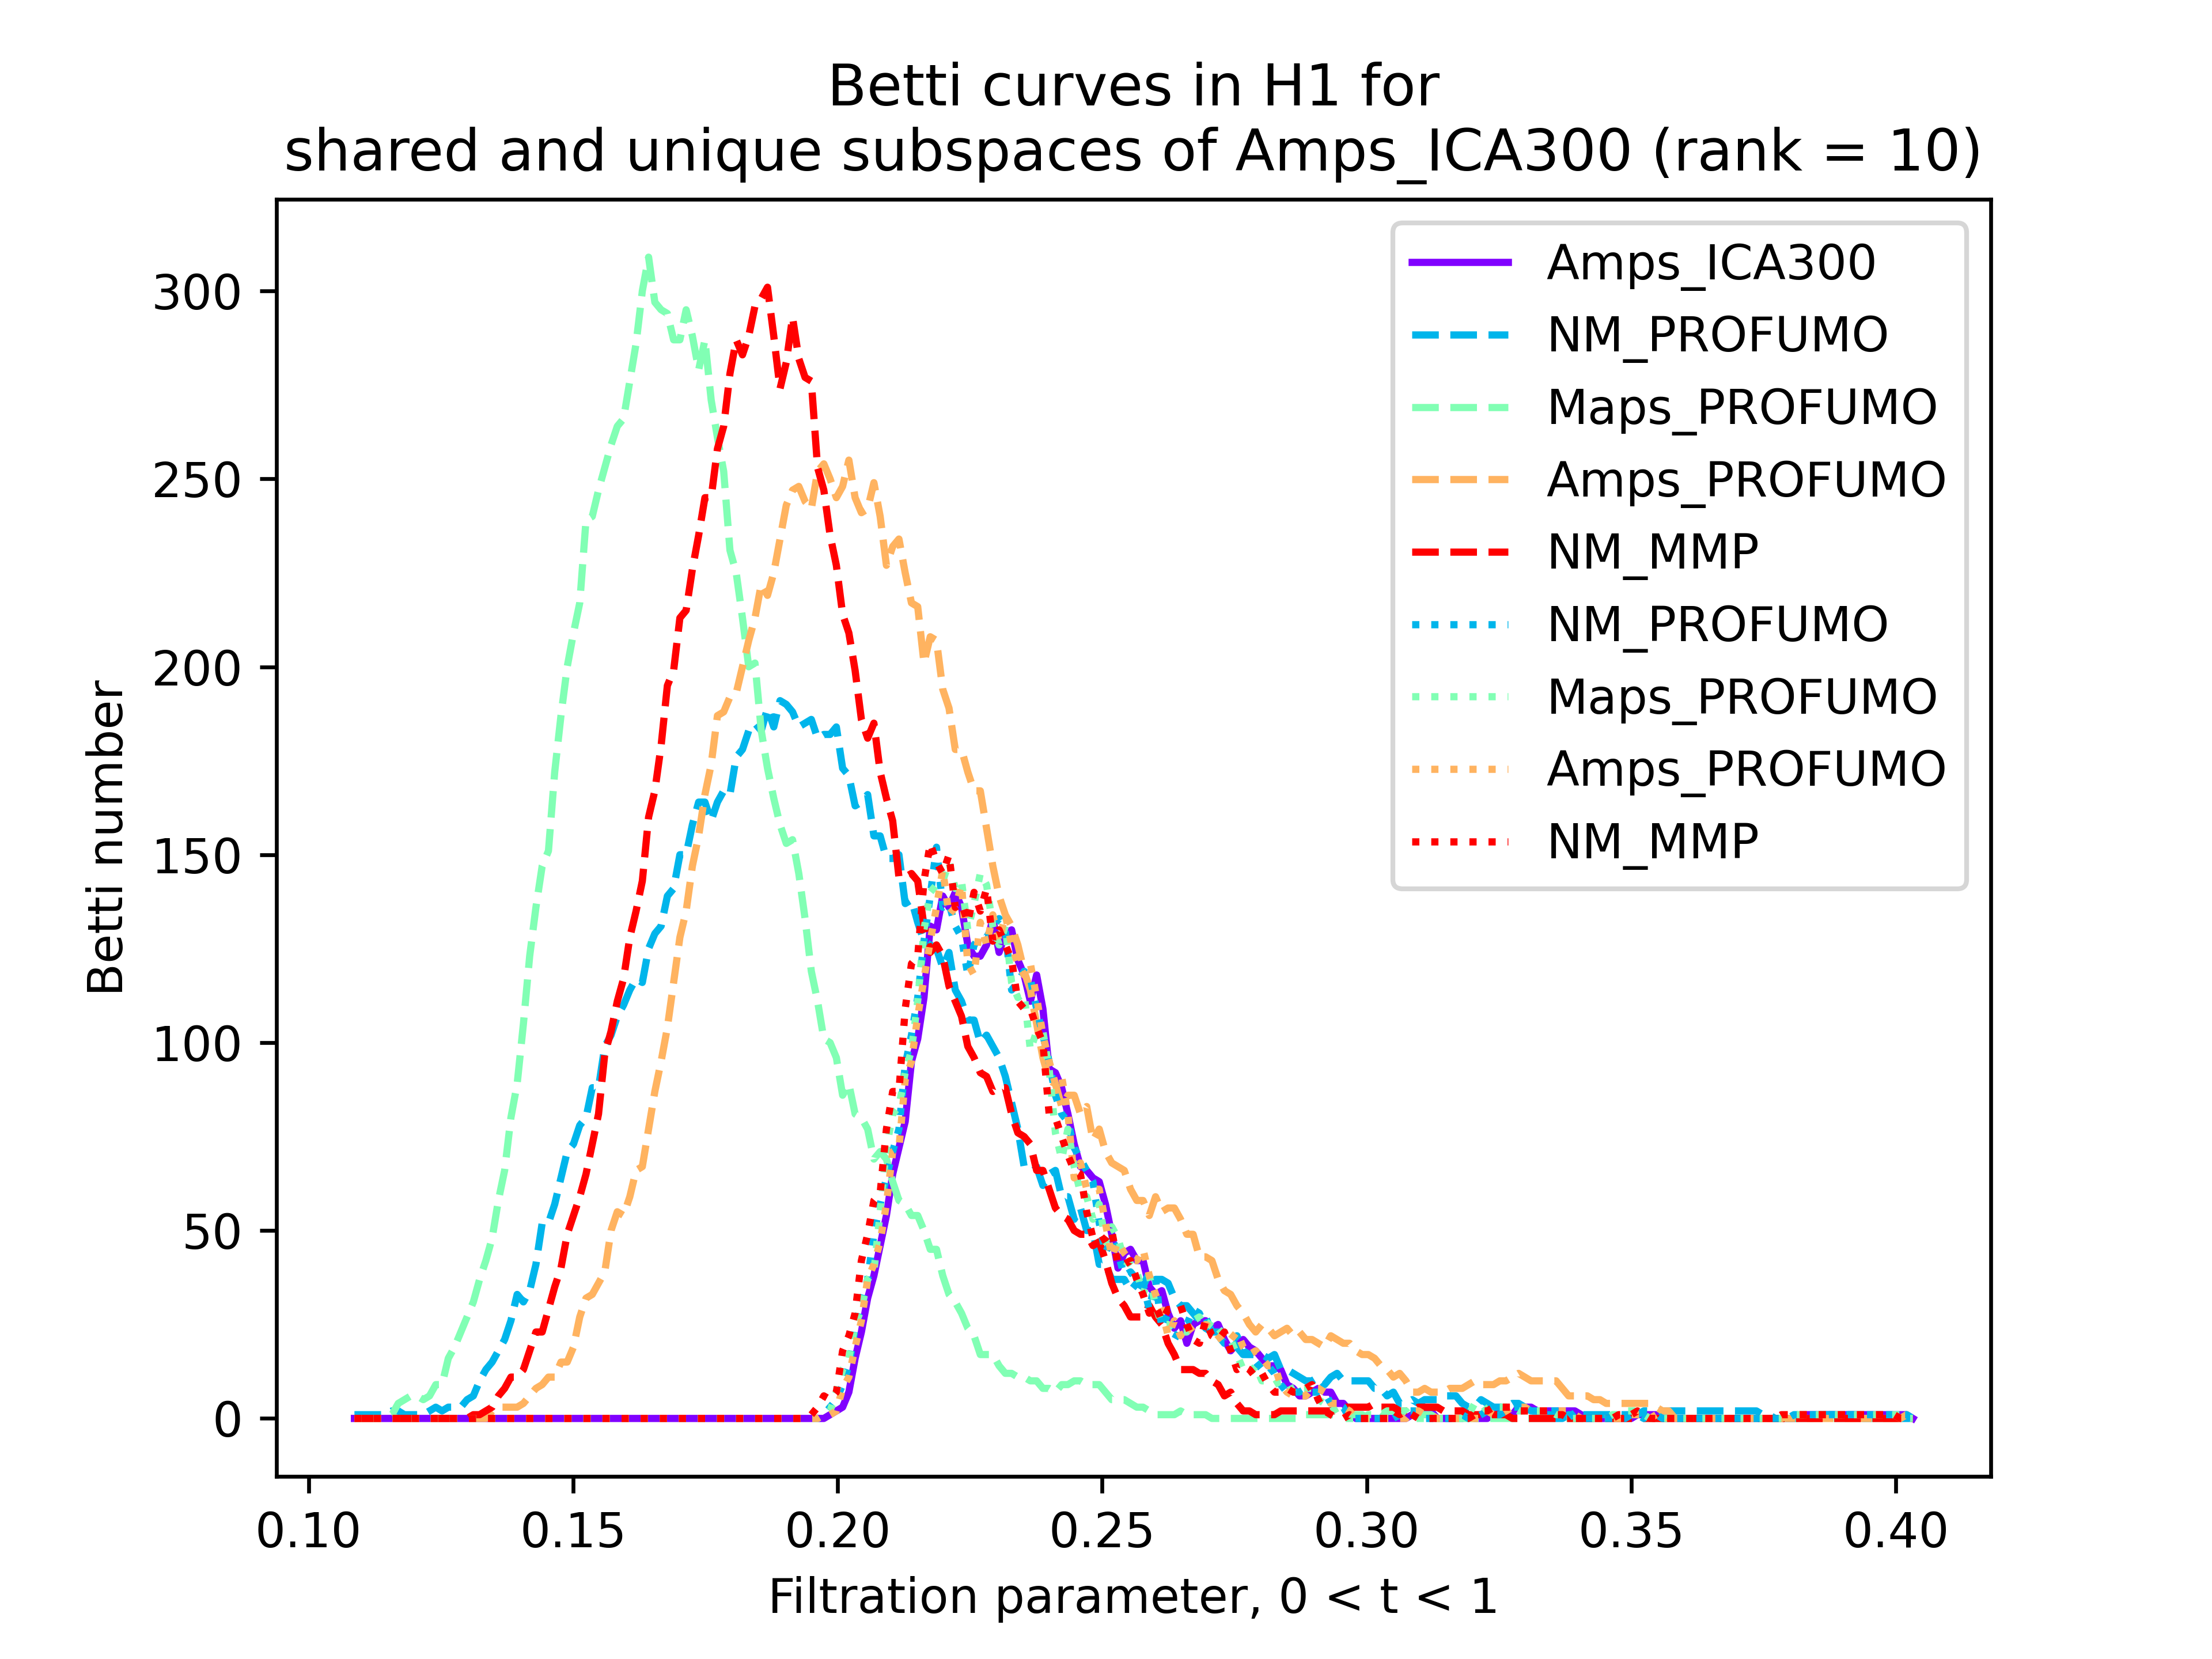 Betti curves in H1 for
shared and unique subspaces of Amps_ICA300 (rank = 10)
Betti number
300
250
200
150
100
50
0
Amps_ICA300
NM_PROFUMO
Maps_PROFUMO
Amps_PROFUMO
NM_MMP
NM_PROFUMO
Maps_PROFUMO
Amps_PROFUMO
NM_MMP
0.10 0.15 0.20 0.25 0.30 0.35 0.40
Filtration parameter, 0 < t < 1